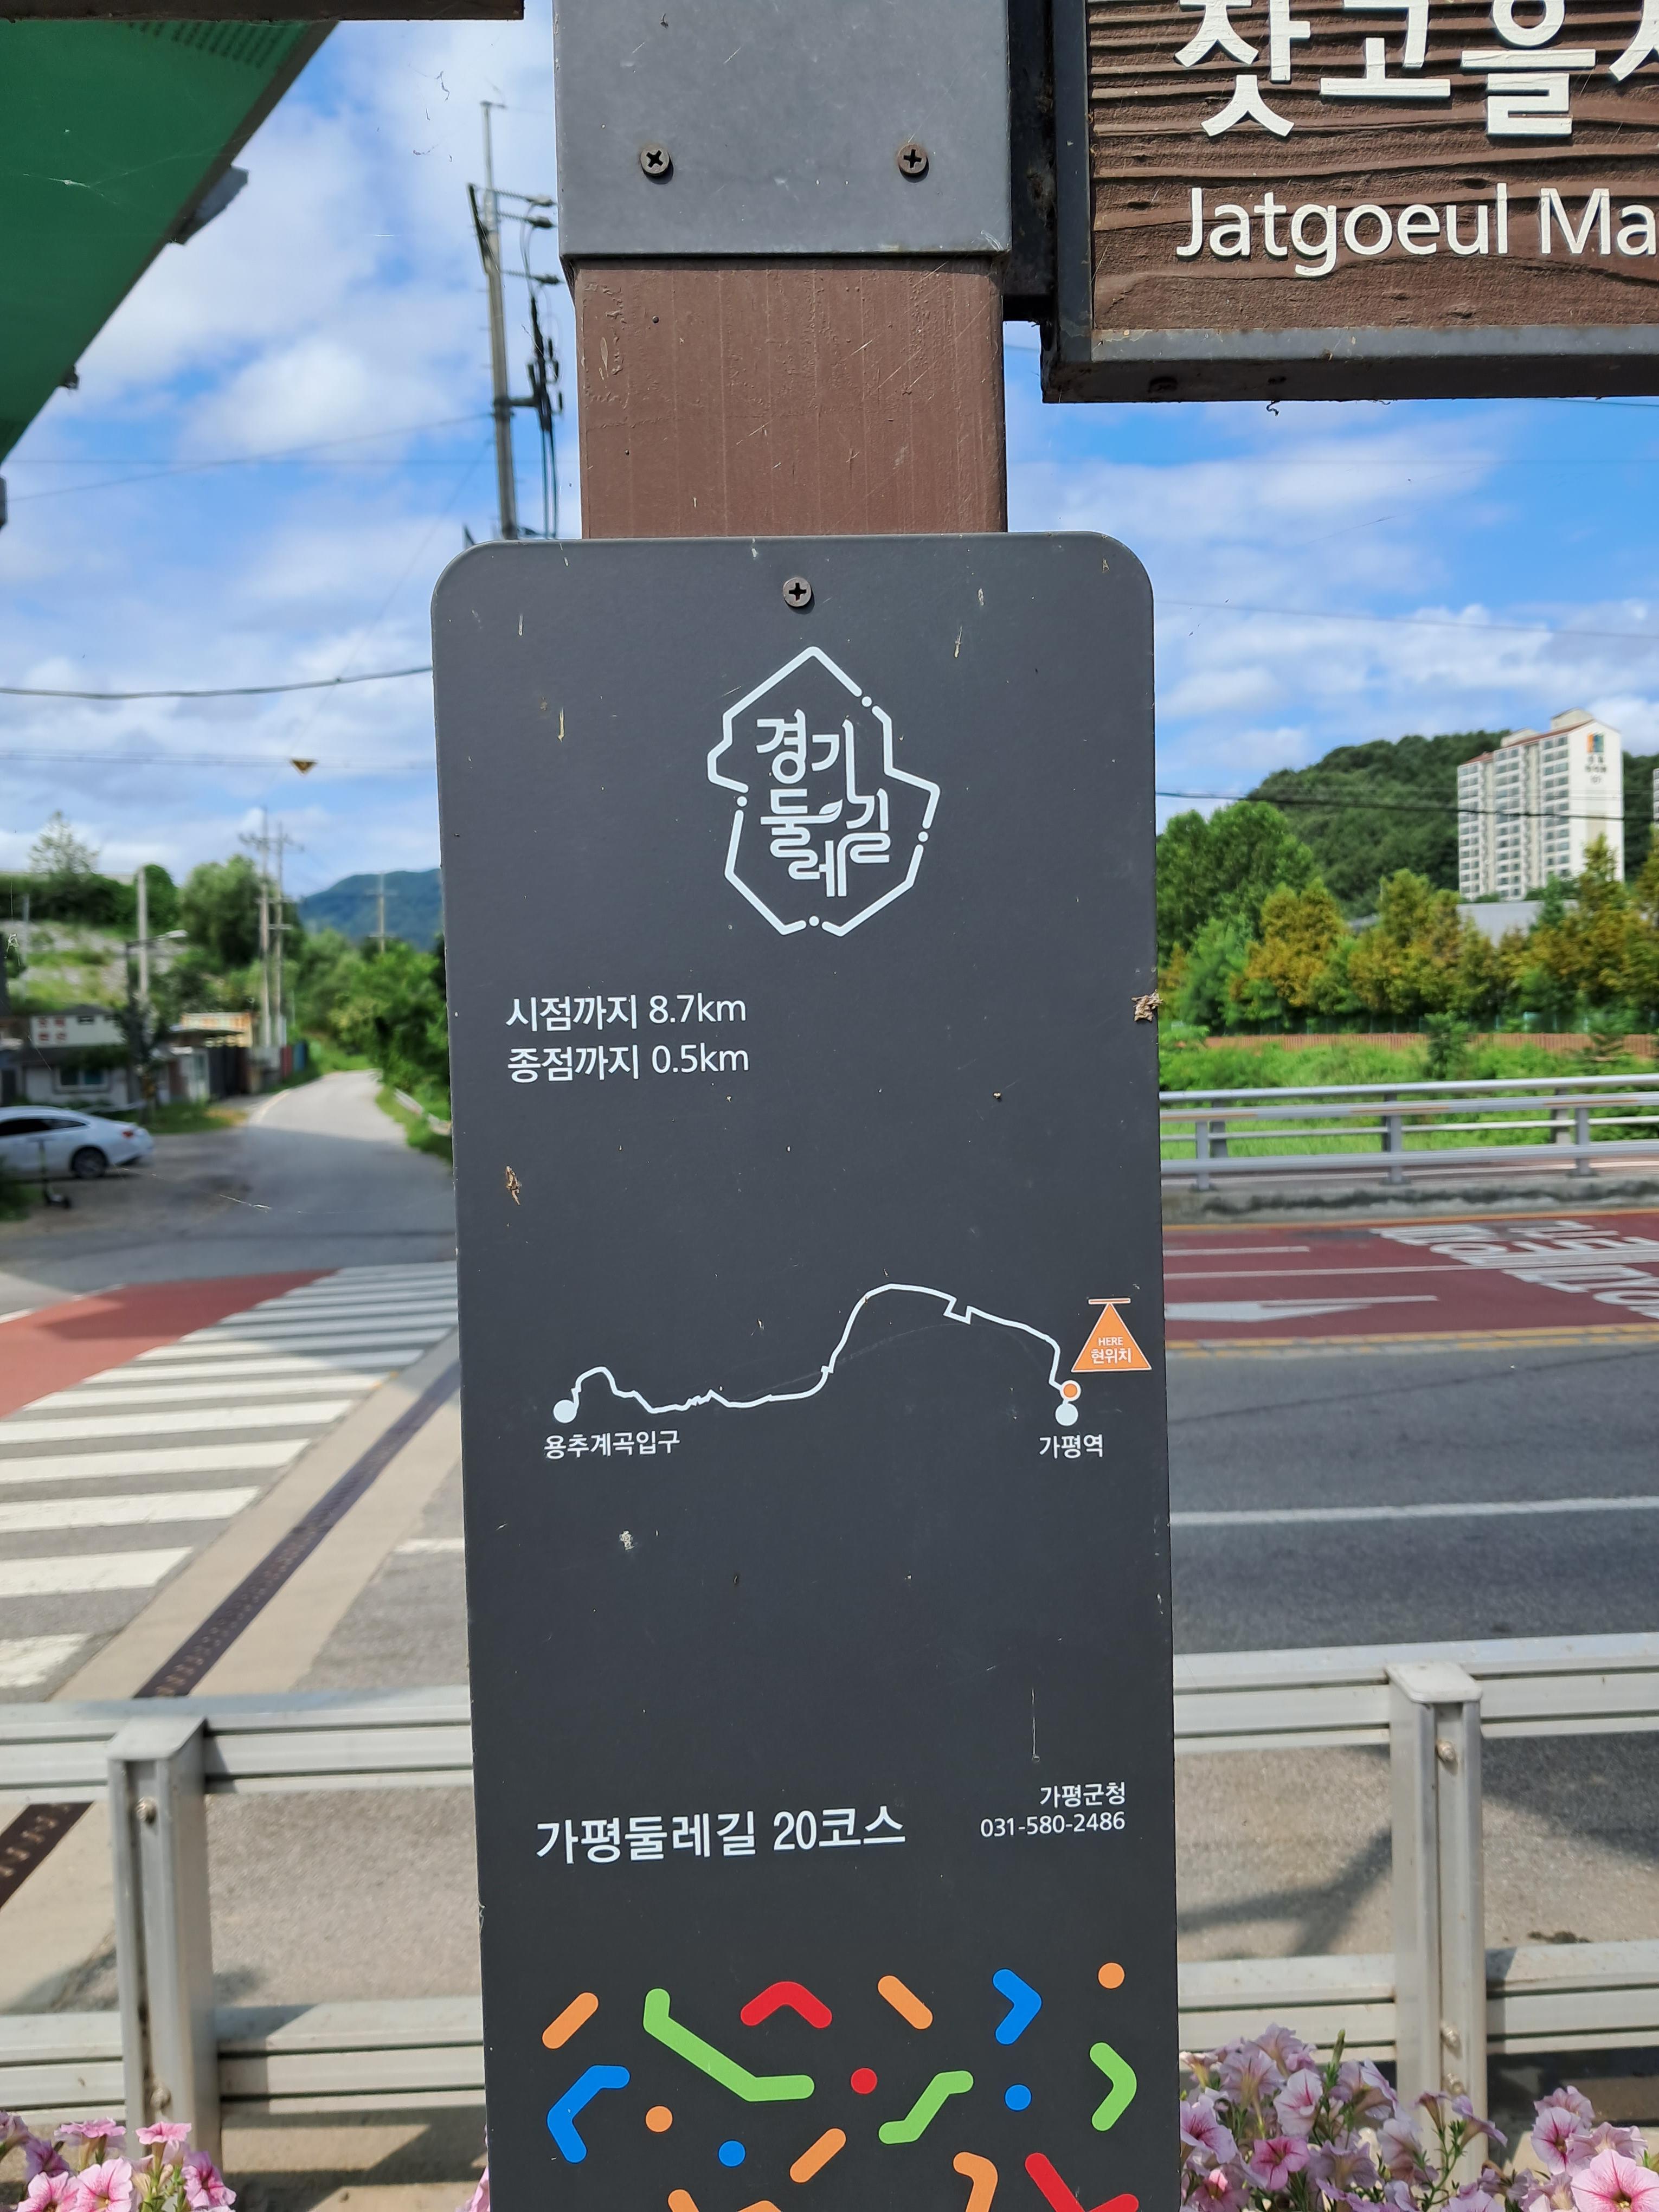 잣고을
Jatgoeul
경기
둘레길
시점까지 8.7km
종점까지 0.5km
HERE
현위치
용추계곡입구
가평역
가평군청
031-580-2486
가평둘레길 20코스